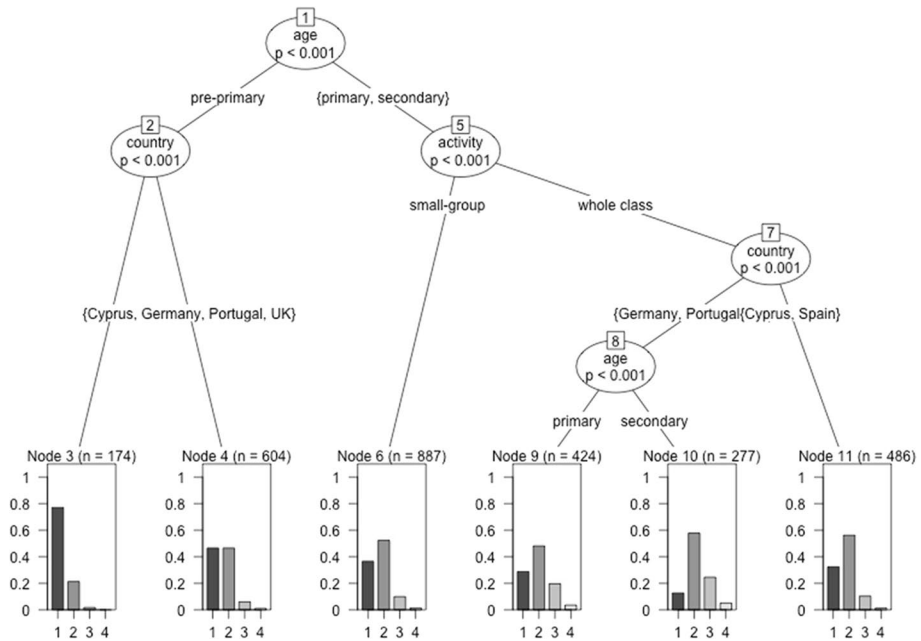 1
age
p < 0.001
pre-primary
{primary, secondary}
2
country
p < 0.001
5
activity
p < 0.001
small-group
whole class
7
country
p < 0.001
{Cyprus, Germany, Portugal, UK}
{Germany, Portugal{Cyprus, Spain}
8
age
p < 0.001
primary
secondary
Node 3 (n = 174)
1
0.8
0.6
0.4
0.2
0
1 2 3 4
Node 4 (n = 604)
1
0.8
0.6
0.4
0.2
0
1 2 3 4
Node 6 (n = 887)
1
0.8
0.6
0.4
0.2
0
1 2 3 4
Node 9 (n = 424)
1
0.8
0.6
0.4
0.2
0
1 2 3 4
Node 10 (n = 277)
1
0.8
0.6
0.4
0.2
0
1 2 3 4
Node 11 (n = 486)
1
0.8
0.6
0.4
0.2
0
1 2 3 4